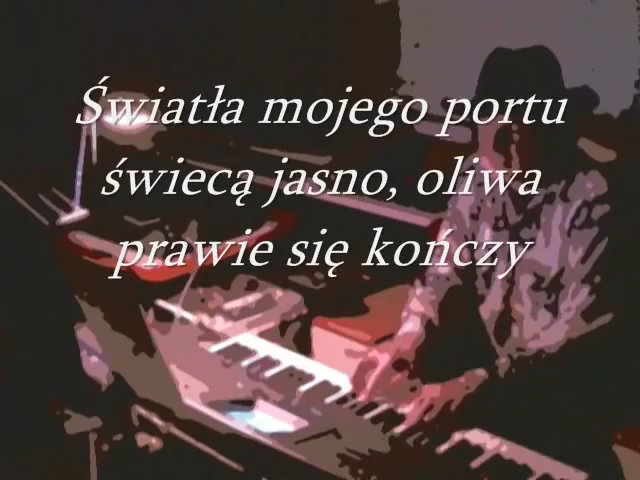 Światła mojego portu
świecą jasno, oliwa
prawie się kończy